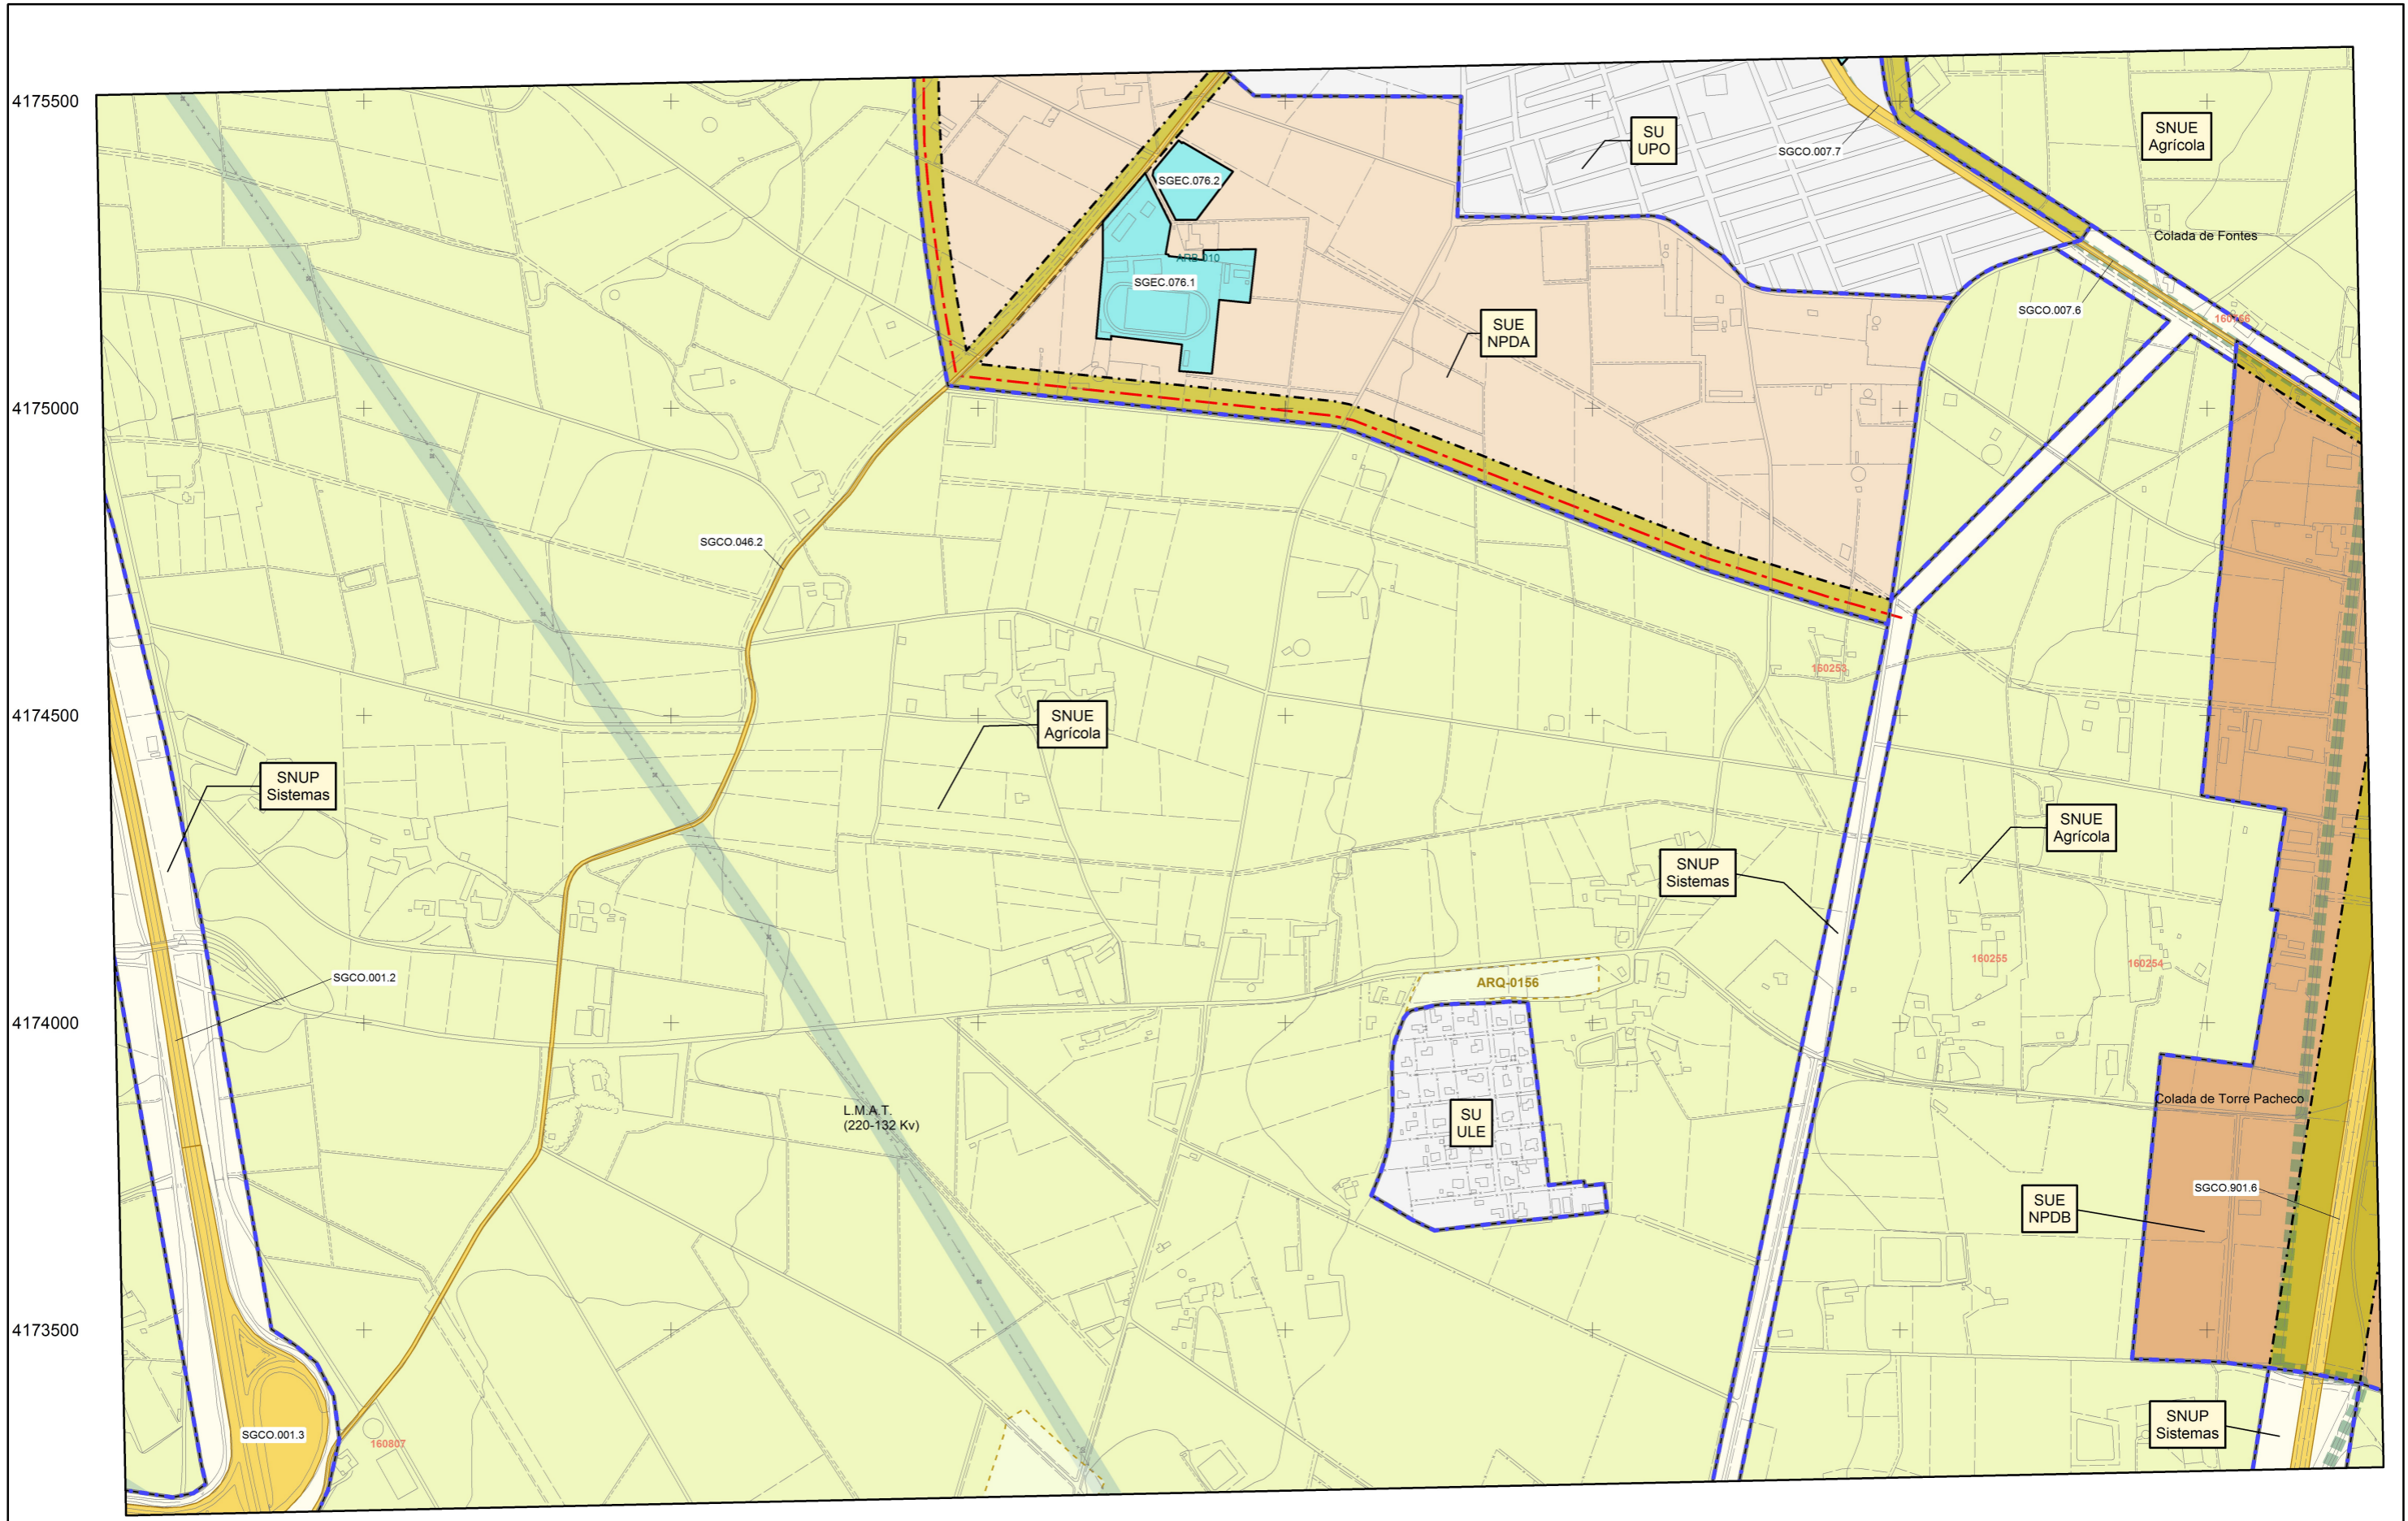 4175500
SNUE
Agrícola
SU
UPO
SGCO.007.7
SGEC.076.2
Colada de Fontes
ARB-010
SGEC.076.1
SGCO.007.6
160166
SUE
NPDA
4175000
SGCO.046.2
160253
4174500
SNUE
Agrícola
SNUP
Sistemas
SNUE
Agrícola
SNUP
Sistemas
SGCO.001.2
160255
160254
ARQ-0156
4174000
L.M.A.T.
(220-132 Kv)
SU
ULE
Colada de Torre Pacheco
SUE
NPDB
SGCO.901.6
4173500
SGCO.001.3
160807
SNUP
Sistemas